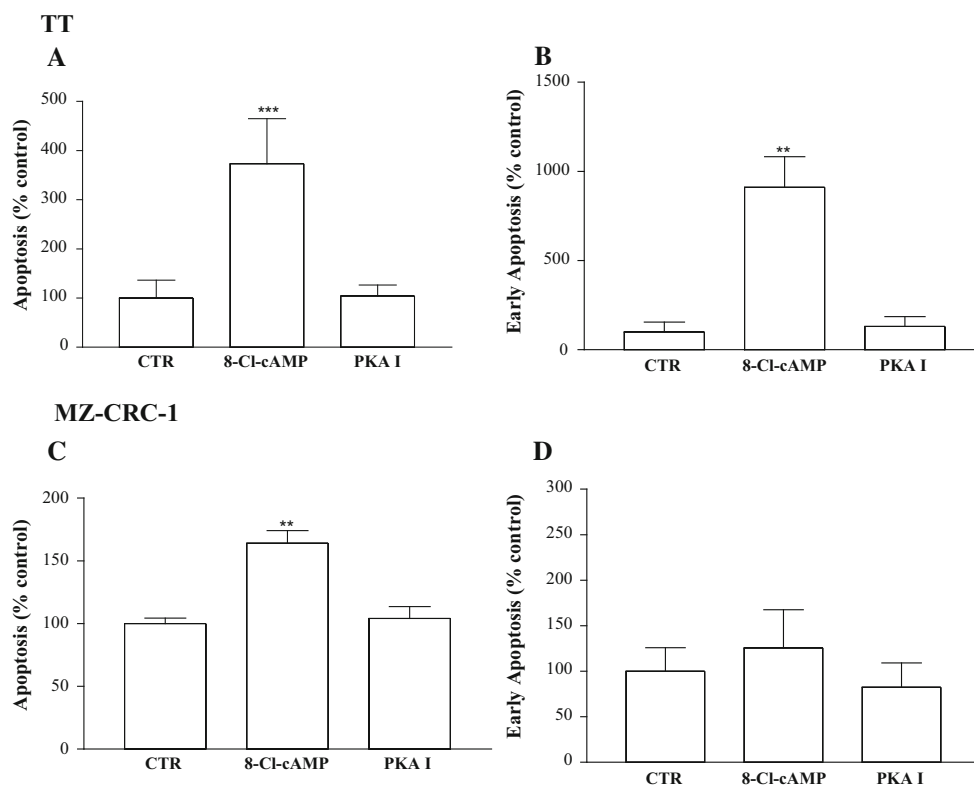 TT
A
Apoptosis (% control)
500
400
300
200
100
0
***
CTR
8-Cl-cAMP
PKA I
B
Early Apoptosis (% control)
1500
1000
500
0
**
CTR
8-Cl-cAMP
PKA I
MZ-CRC-1
C
Apoptosis (% control)
200
150
100
50
0
**
CTR
8-Cl-cAMP
PKA I
D
Early Apoptosis (% control)
300
250
200
150
100
50
0
CTR
8-Cl-cAMP
PKA I